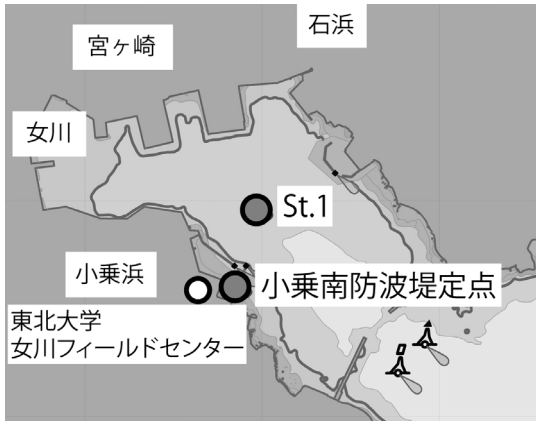 石浜
宮ヶ崎
女川
St.1
小乗浜
小乗南防波堤定点
東北大学
女川フィールドセンター